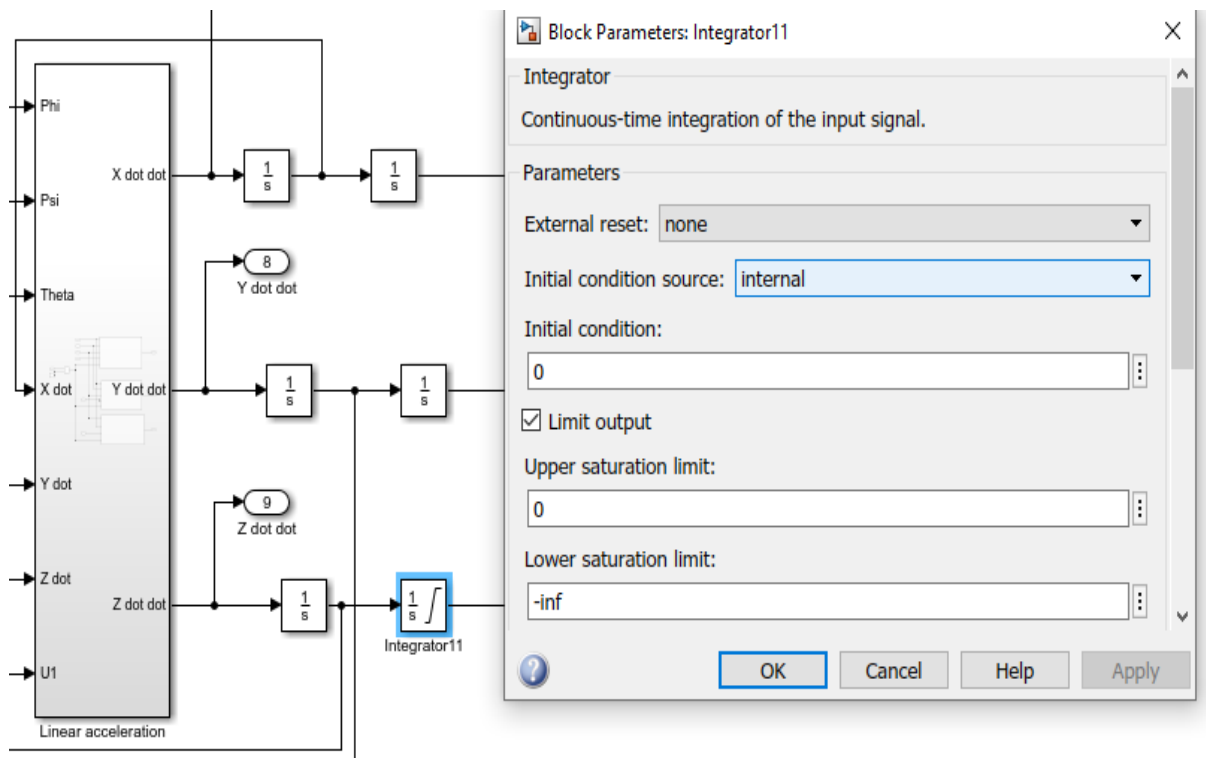 Phi
Psi
Theta
X dot
Y dot
Z dot
U1
X dot dot
Y dot dot
Z dot dot
Linear acceleration
1
s
1
s
8
Y dot dot
1
s
1
s
9
Z dot dot
1
s
1
s
Integrator11
Block Parameters: Integrator11
Integrator
Continuous-time integration of the input signal.
Parameters
External reset: none
Initial condition source: internal
Initial condition:
0
Limit output
Upper saturation limit:
0
Lower saturation limit:
-inf
OK Cancel Help Apply